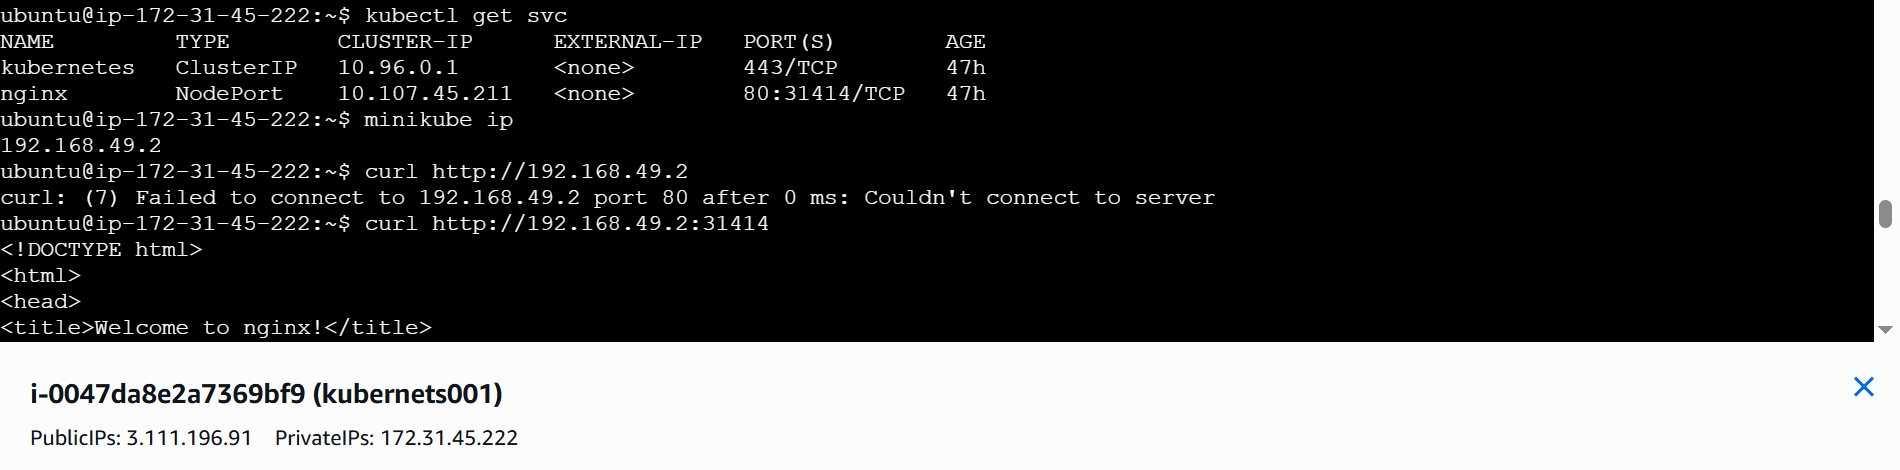 ubuntu@ip-172-31-45-222:~$ kubectl get svc
NAME         TYPE        CLUSTER-IP      EXTERNAL-IP   PORT(S)        AGE
kubernetes   ClusterIP   10.96.0.1       <none>        443/TCP        47h
nginx        NodePort    10.107.45.211   <none>        80:31414/TCP   47h
ubuntu@ip-172-31-45-222:~$ minikube ip
192.168.49.2
ubuntu@ip-172-31-45-222:~$ curl http://192.168.49.2
curl: (7) Failed to connect to 192.168.49.2 port 80 after 0 ms: Couldn't connect to server
ubuntu@ip-172-31-45-222:~$ curl http://192.168.49.2:31414
<!DOCTYPE html>
<html>
<head>
<title>Welcome to nginx!</title>
i-0047da8e2a7369bf9 (kubernets001)
PublicIPs: 3.111.196.91    PrivateIPs: 172.31.45.222